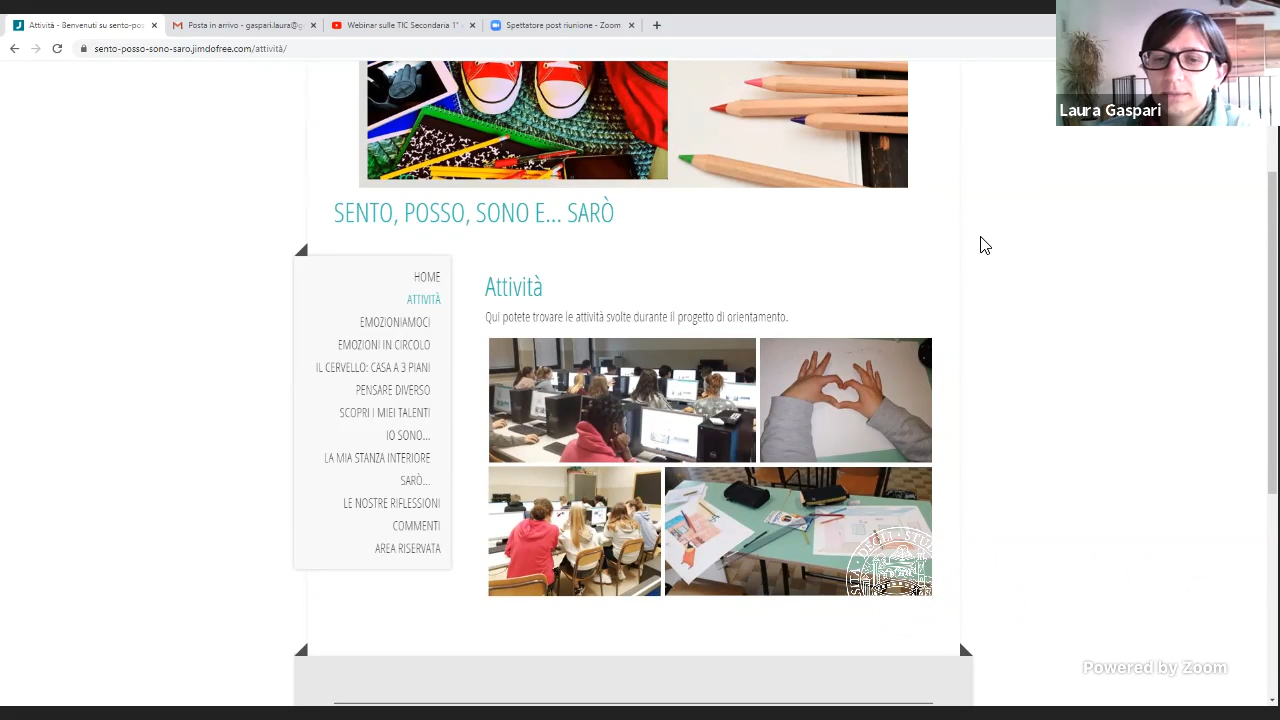 Attività - Benvenuti su sento-pos
Posta in arrivo - gaspari.laura@g
Webinar sulle TIC Secondaria 1°
Spettatore post riunione - Zoom
sento-posso-sono-saro.jimdofree.com/attività/
Laura Gaspari
SENTO, POSSO, SONO E... SARÒ
HOME
ATTIVITÀ
EMOZIONIAMOCI
EMOZIONI IN CIRCOLO
IL CERVELLO: CASA A 3 PIANI
PENSARE DIVERSO
SCOPRI I MIEI TALENTI
IO SONO...
LA MIA STANZA INTERIORE
SARÒ...
LE NOSTRE RIFLESSIONI
COMMENTI
AREA RISERVATA
Attività
Qui potete trovare le attività svolte durante il progetto di orientamento.
Powered by Zoom